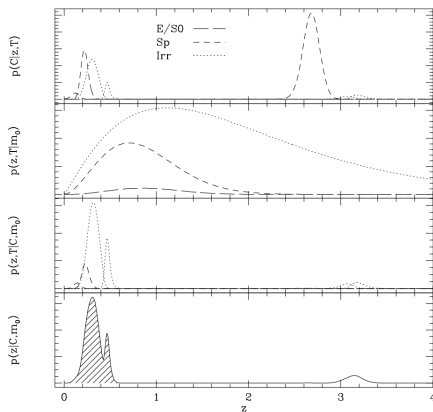 E/S0
Sp
Irr
p(C|z,T)
p(z,T|m₀)
p(z,T|C,m₀)
p(z|C,m₀)
0 1 2 3 4
z